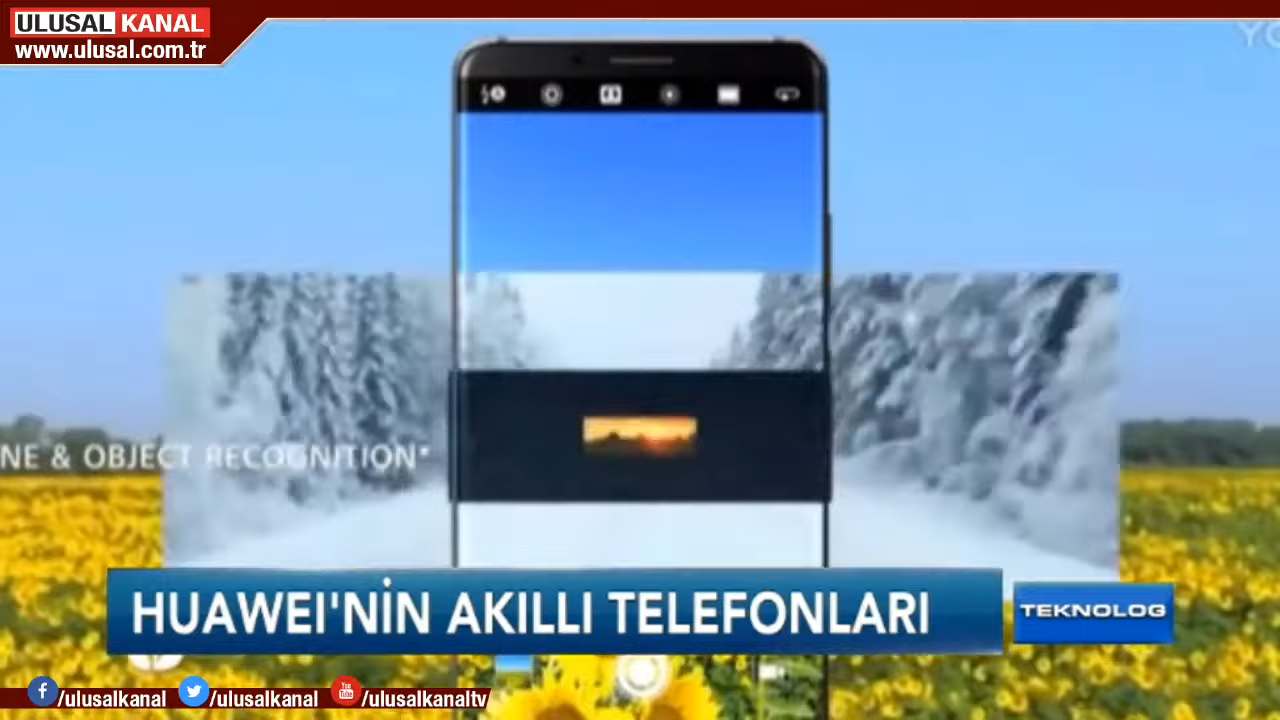 ULUSAL KANAL
www.ulusal.com.tr
NE & OBJECT RECOGNITION*
HUAWEI'NİN AKILLI TELEFONLARI
TEKNOLOG
/ulusalkanal /ulusalkanal /ulusalkanaltv